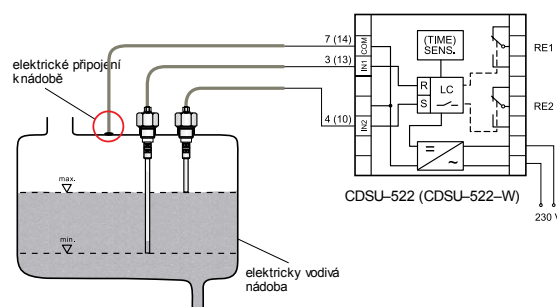 7 (14)
COM
3 (13)
IN1
4 (10)
IN2
(TIME)
SENS.
R
S
LC
RE1
RE2
=
~
CDSU–522 (CDSU–522–W)
230 V
elektrické připojení
k nádobě
max.
min.
elektricky vodivá
nádoba